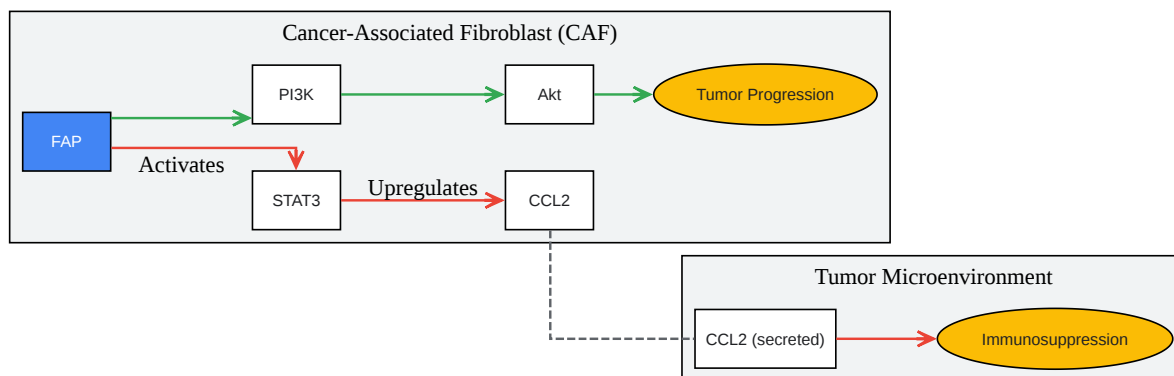 Cancer-Associated Fibroblast (CAF)
PI3K
Akt
Tumor Progression
FAP
Activates
STAT3
Upregulates
CCL2
Tumor Microenvironment
CCL2 (secreted)
Immunosuppression